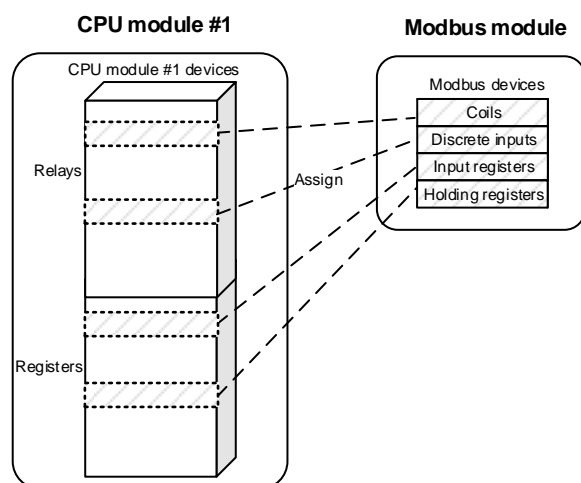 CPU module #1
Modbus module
CPU module #1 devices
Modbus devices
Coils
Discrete inputs
Input registers
Holding registers
Relays
Assign
Registers